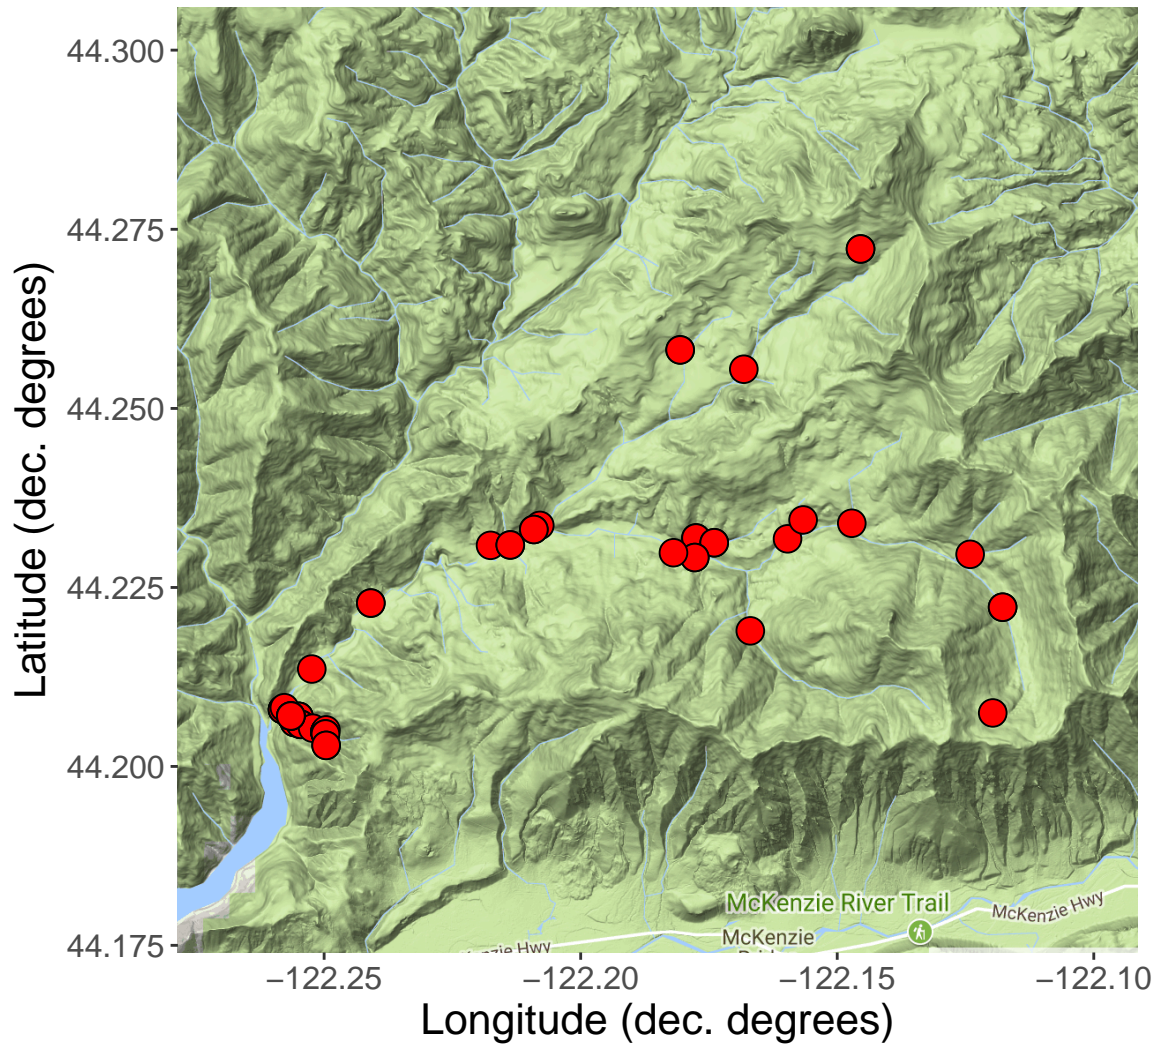 44.300
44.275
44.250
44.225
44.200
44.175
Latitude (dec. degrees)
McKenzie River Trail
McKenzie Hwy
McKenzie
Hwy
−122.25
−122.20
−122.15
−122.10
Longitude (dec. degrees)